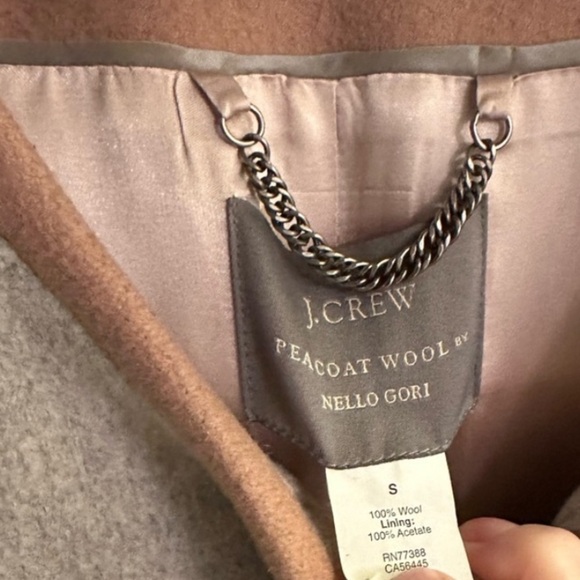 J.CREW
PEACOAT WOOL BY
NELLO GORI
S
100% Wool
Lining:
100% Acetate
RN77388
CA56445